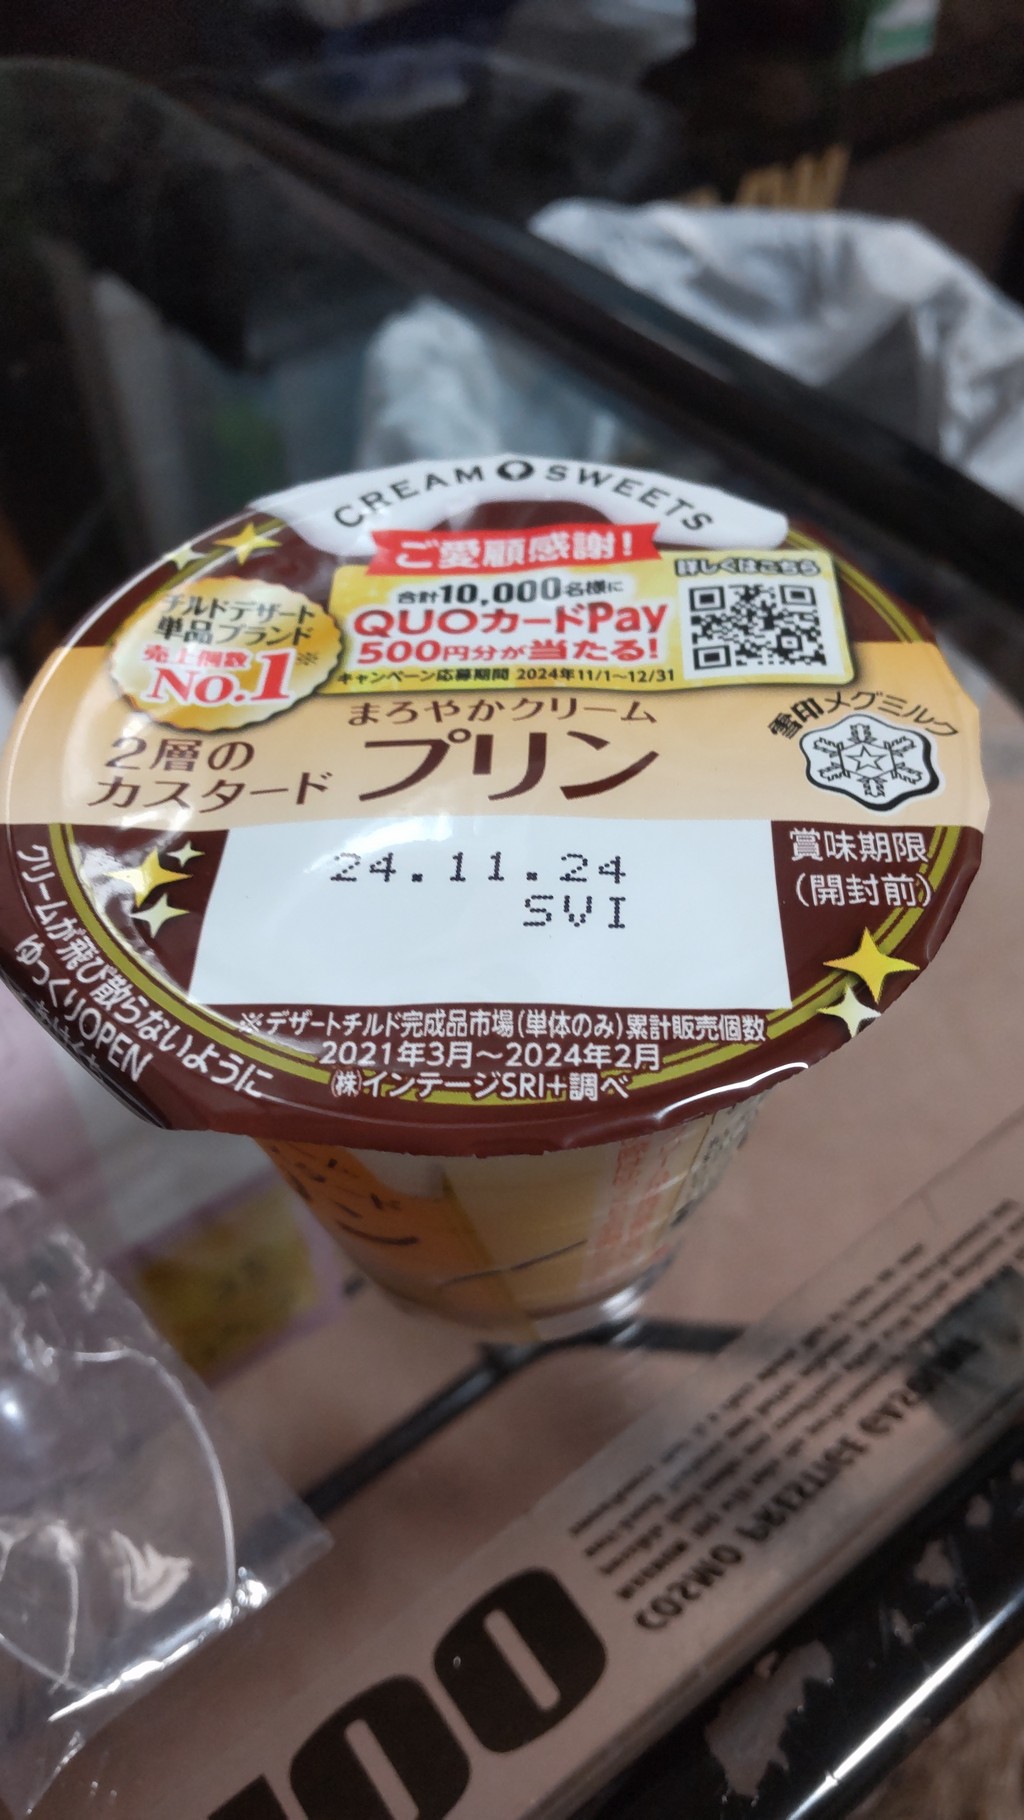 CREAM SWEETS
ご愛顧感謝!
合計10,000名様に
QUOカードPay
500円分が当たる!
キャンペーン応募期間 2024年11/1~12/31
詳しくはこちら
チルドデザート
単品ブランド
売上個数※
No.1
まろやかクリーム
2層の
カスタード
プリン
雪印メグミルク
24.11.24
SVI
賞味期限
(開封前)
クリームが飛び散らないように
ゆっくりOPEN
※デザートチルド完成品市場(単体のみ)累計販売個数
2021年3月~2024年2月
(株)インテージSRI+調べ